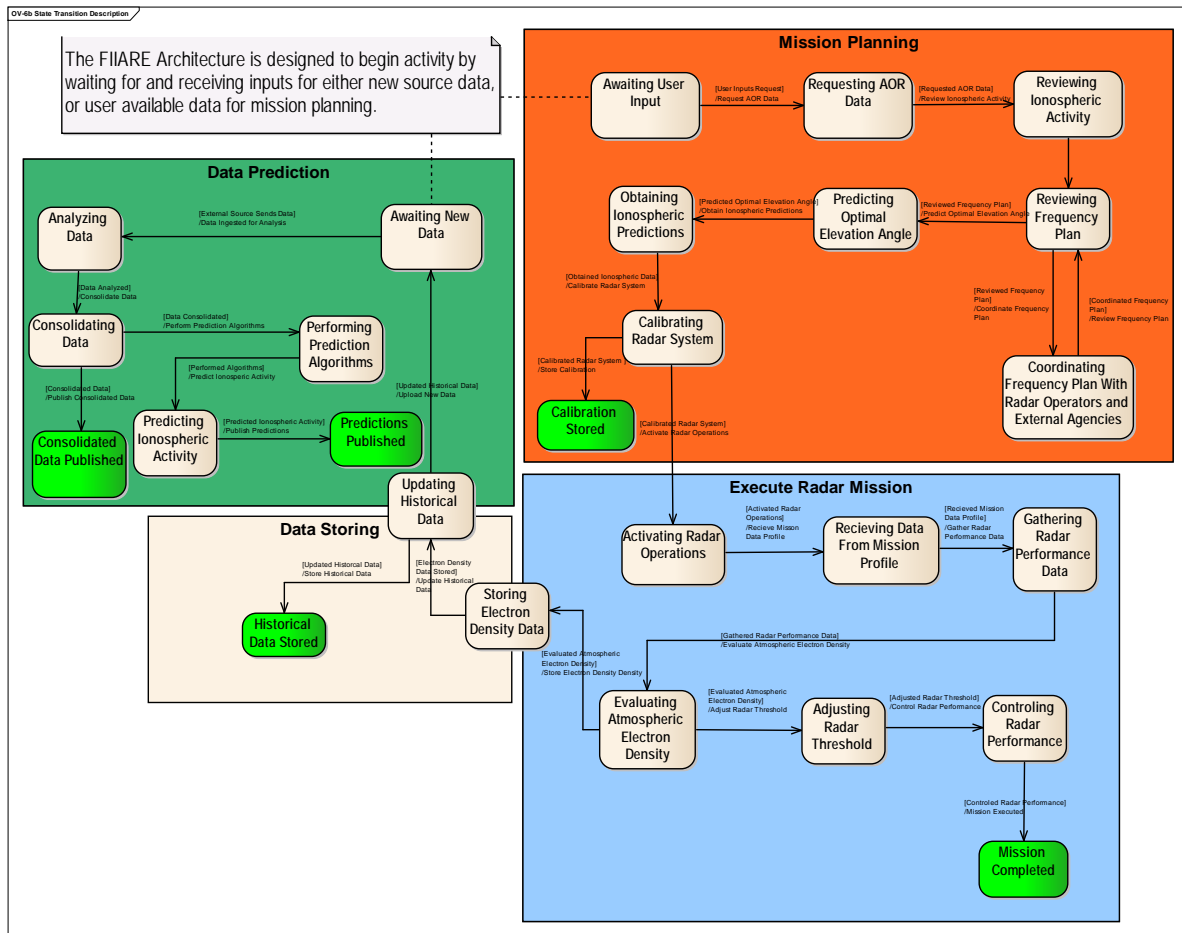 OV-6b State Transition Description
The FIIARE Architecture is designed to begin activity by
waiting for and receiving inputs for either new source data,
or user available data for mission planning.
Mission Planning
Awaiting User
Input
[User Inputs Request]
/Request AOR Data
Requesting AOR
Data
[Requested AOR Data]
/Review Ionospheric Activity
Reviewing
Ionospheric
Activity
Obtaining
Ionospheric
Predictions
[Predicted Optimal Elevation Angle]
/Obtain Ionospheric Predictions
Predicting
Optimal
Elevation Angle
[Reviewed Frequency Plan]
/Predict Optimal Elevation Angle
Reviewing
Frequency
Plan
[Obtained Ionospheric Data]
/Calibrate Radar System
[Reviewed Frequency
Plan]
/Coordinate Frequency
Plan
[Coordinated Frequency
Plan]
/Review Frequency Plan
Calibrating
Radar System
[Calibrated Radar System ]
/Store Calibration
Coordinating
Frequency Plan With
Radar Operators and
External Agencies
Calibration
Stored
[Calibrated Radar System]
/Activate Radar Operations
Data Prediction
Analyzing
Data
[External Source Sends Data]
/Data Ingested for Analysis
Awaiting New
Data
[Data Analyzed]
/Consolidate Data
Consolidating
Data
[Data Consolidated]
/Perform Prediction Algorithms
Performing
Prediction
Algorithms
[Performed Algorithms]
/Predict Ionosperic Activity
[Updated Historical Data]
/Upload New Data
[Consolidated Data]
/Publish Consolidated Data
Consolidated
Data Published
Predicting
Ionospheric
Activity
[Predicted Ionospheric Activity]
/Publish Predictions
Predictions
Published
Updating
Historical
Data
Data Storing
[Updated Historcal Data]
/Store Historical Data
[Electron Density
Data Stored]
/Update Historical
Data
Historical
Data Stored
Storing
Electron
Density Data
[Evaluated Atmospheric
Electron Density]
/Store Electron Density Density
Execute Radar Mission
Activating Radar
Operations
[Activated Radar
Operations]
/Recieve Misson
Data Profile
Recieving Data
From Mission
Profile
[Recieved Mission
Data Profile]
/Gather Radar
Performance Data
Gathering
Radar
Performance
Data
[Gathered Radar Performance Data]
/Evaluate Atmospheric Electron Density
Evaluating
Atmospheric
Electron
Density
[Evaluated Atmospheric
Electron Density]
/Adjust Radar Threshold
Adjusting
Radar
Threshold
[Adjusted Radar Threshold]
/Control Radar Performance
Controling
Radar
Performance
[Controled Radar Performance]
/Mission Executed
Mission
Completed